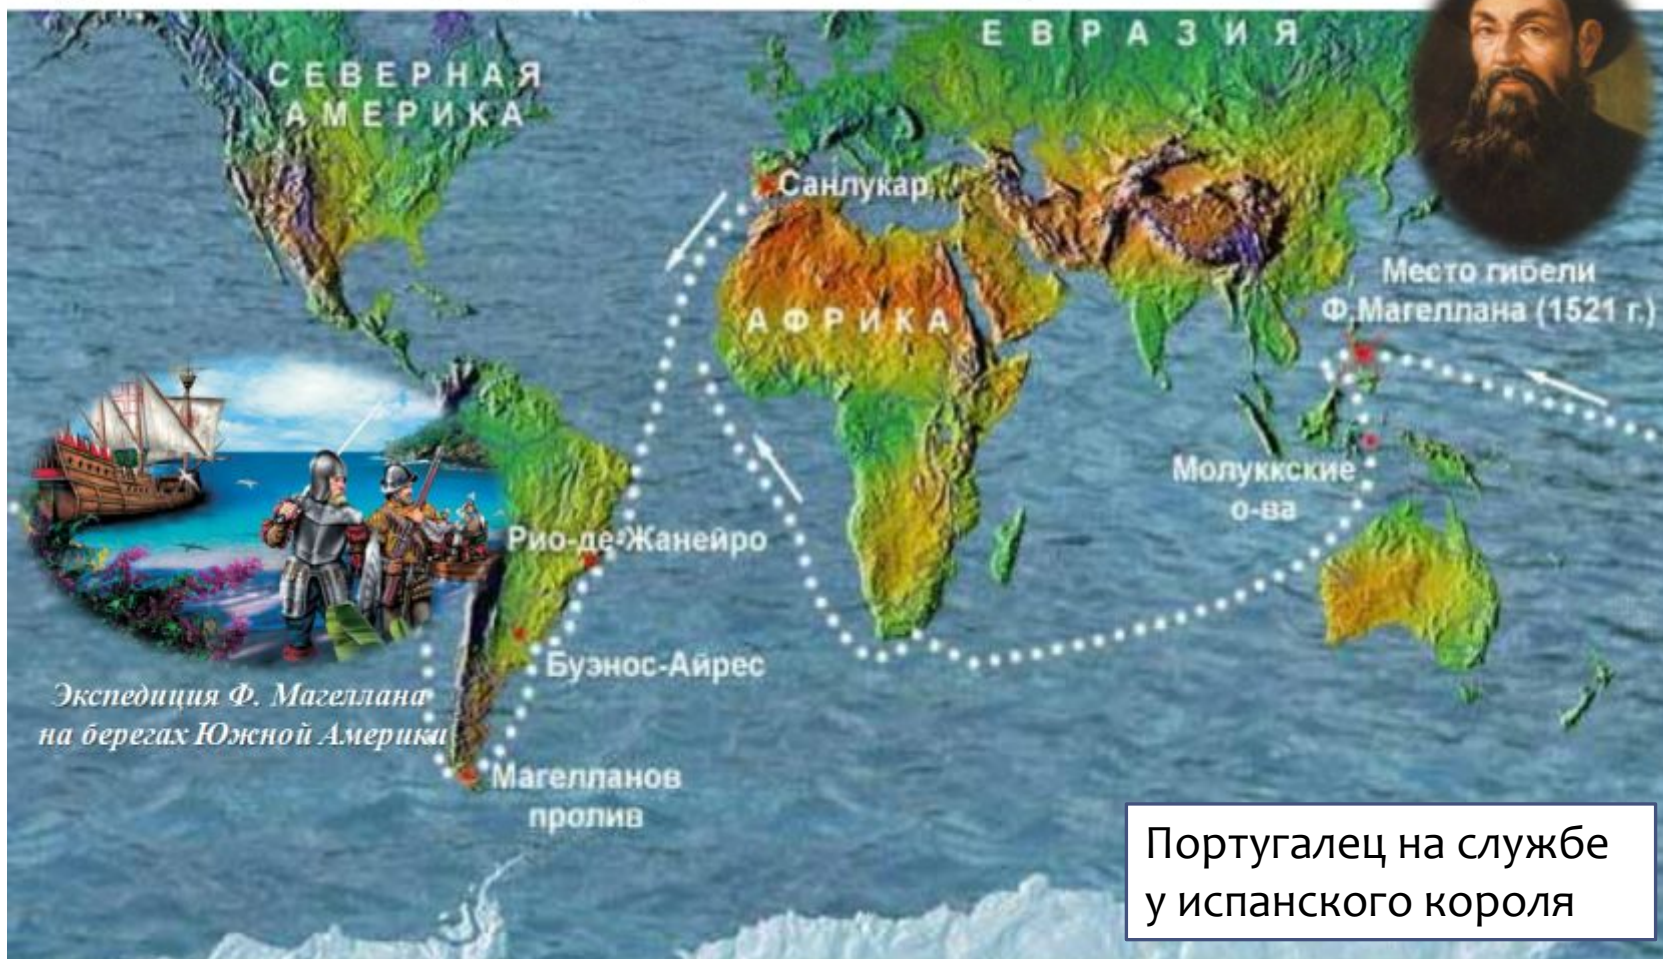 ЕВРАЗИЯ
СЕВЕРНАЯ
АМЕРИКА
Санлукар
Место гибели
Ф.Магеллана (1521 г.)
АФРИКА
Молуккские
о-ва
Рио-де-Жанейро
Буэнос-Айрес
Экспедиция Ф. Магеллана
на берегах Южной Америки
Магелланов
пролив
Португалец на службе
у испанского короля